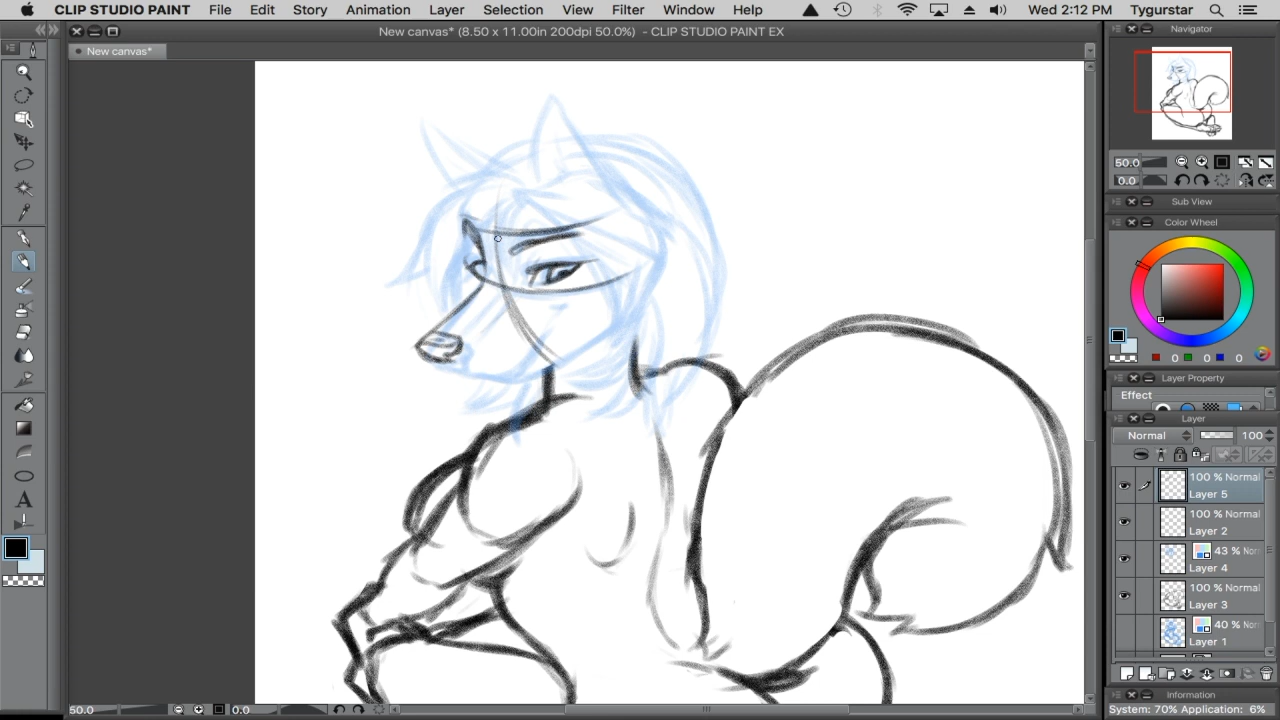 CLIP STUDIO PAINT File Edit Story Animation Layer Selection View Filter Window Help Wed 2:12 PM Tygurstar
New canvas* (8.50 x 11.00in 200dpi 50.0%) - CLIP STUDIO PAINT EX
New canvas*
Navigator
50.0
0.0
Sub View
Color Wheel
0 0 0
Layer Property
Effect
Layer
Normal 100
100 % Normal
Layer 5
100 % Normal
Layer 2
43 % Normal
Layer 4
100 % Normal
Layer 3
40 % Nor
Layer 1
A
50.0 0.0
Information
System: 70% Application: 6%